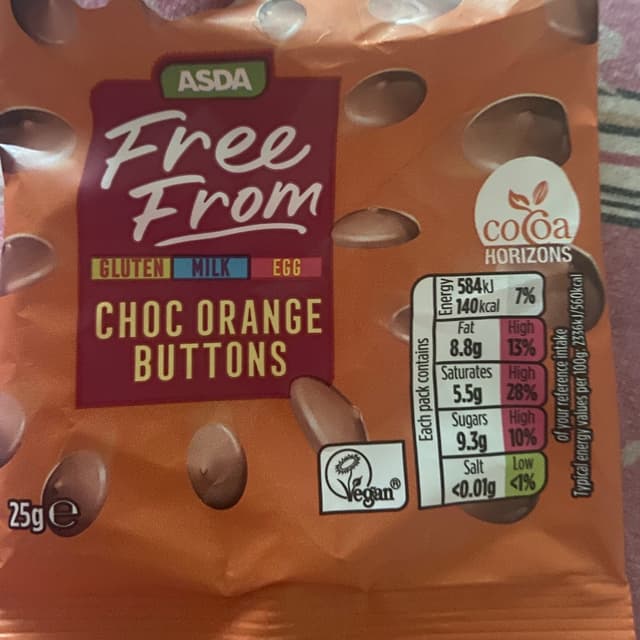 ASDA
Free
From
GLUTEN MILK EGG
CHOC ORANGE
BUTTONS
cocoa
HORIZONS
Each pack contains
Energy 584kJ
140kcal 7%
Fat High
8.8g 13%
Saturates High
5.5g 28%
Sugars High
9.3g 10%
Salt Low
<0.01g <1%
of your reference intake
Typical energy values per 100g: 2336kJ/560kcal
Vegan®
25g e